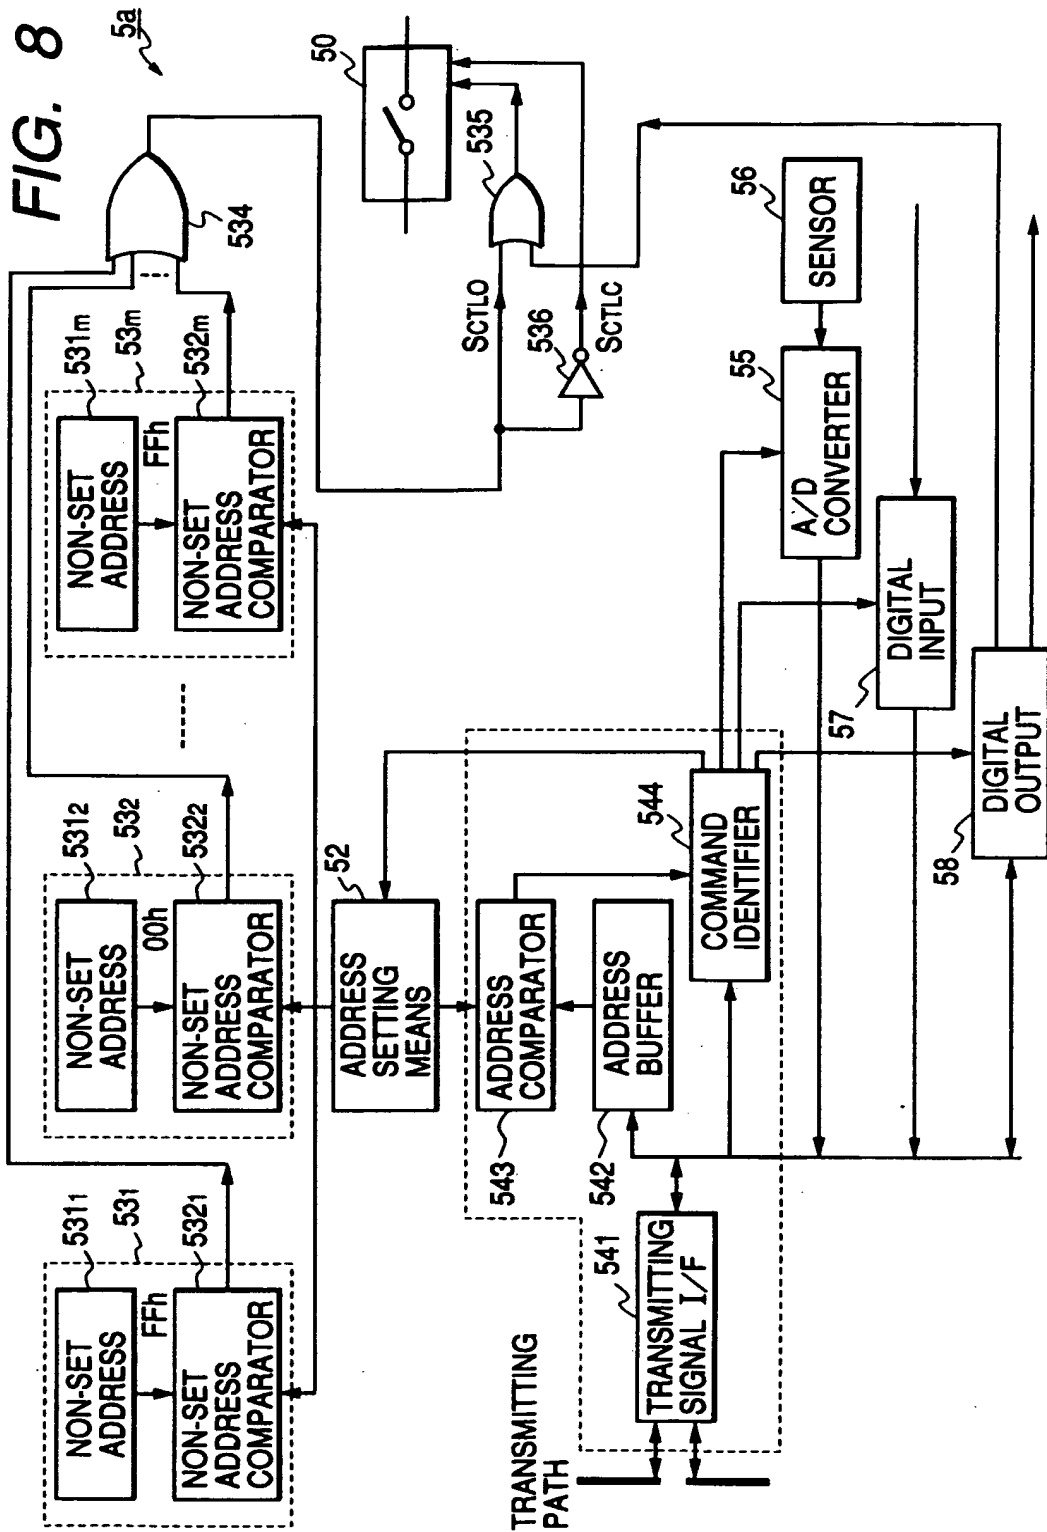 FIG. 8
5a
NON-SET
ADDRESS
5311
531
FFh
NON-SET
ADDRESS
COMPARATOR
5321
NON-SET
ADDRESS
5312
532
00h
NON-SET
ADDRESS
COMPARATOR
5322
NON-SET
ADDRESS
531m
53m
FFh
NON-SET
ADDRESS
COMPARATOR
532m
534
50
535
SCTLO
536
SCTLC
ADDRESS
SETTING
MEANS
52
ADDRESS
COMPARATOR
543
ADDRESS
BUFFER
542
COMMAND
IDENTIFIER
544
TRANSMITTING
PATH
TRANSMITTING
SIGNAL I/F
541
A/D
CONVERTER
55
SENSOR
56
DIGITAL
INPUT
57
DIGITAL
OUTPUT
58